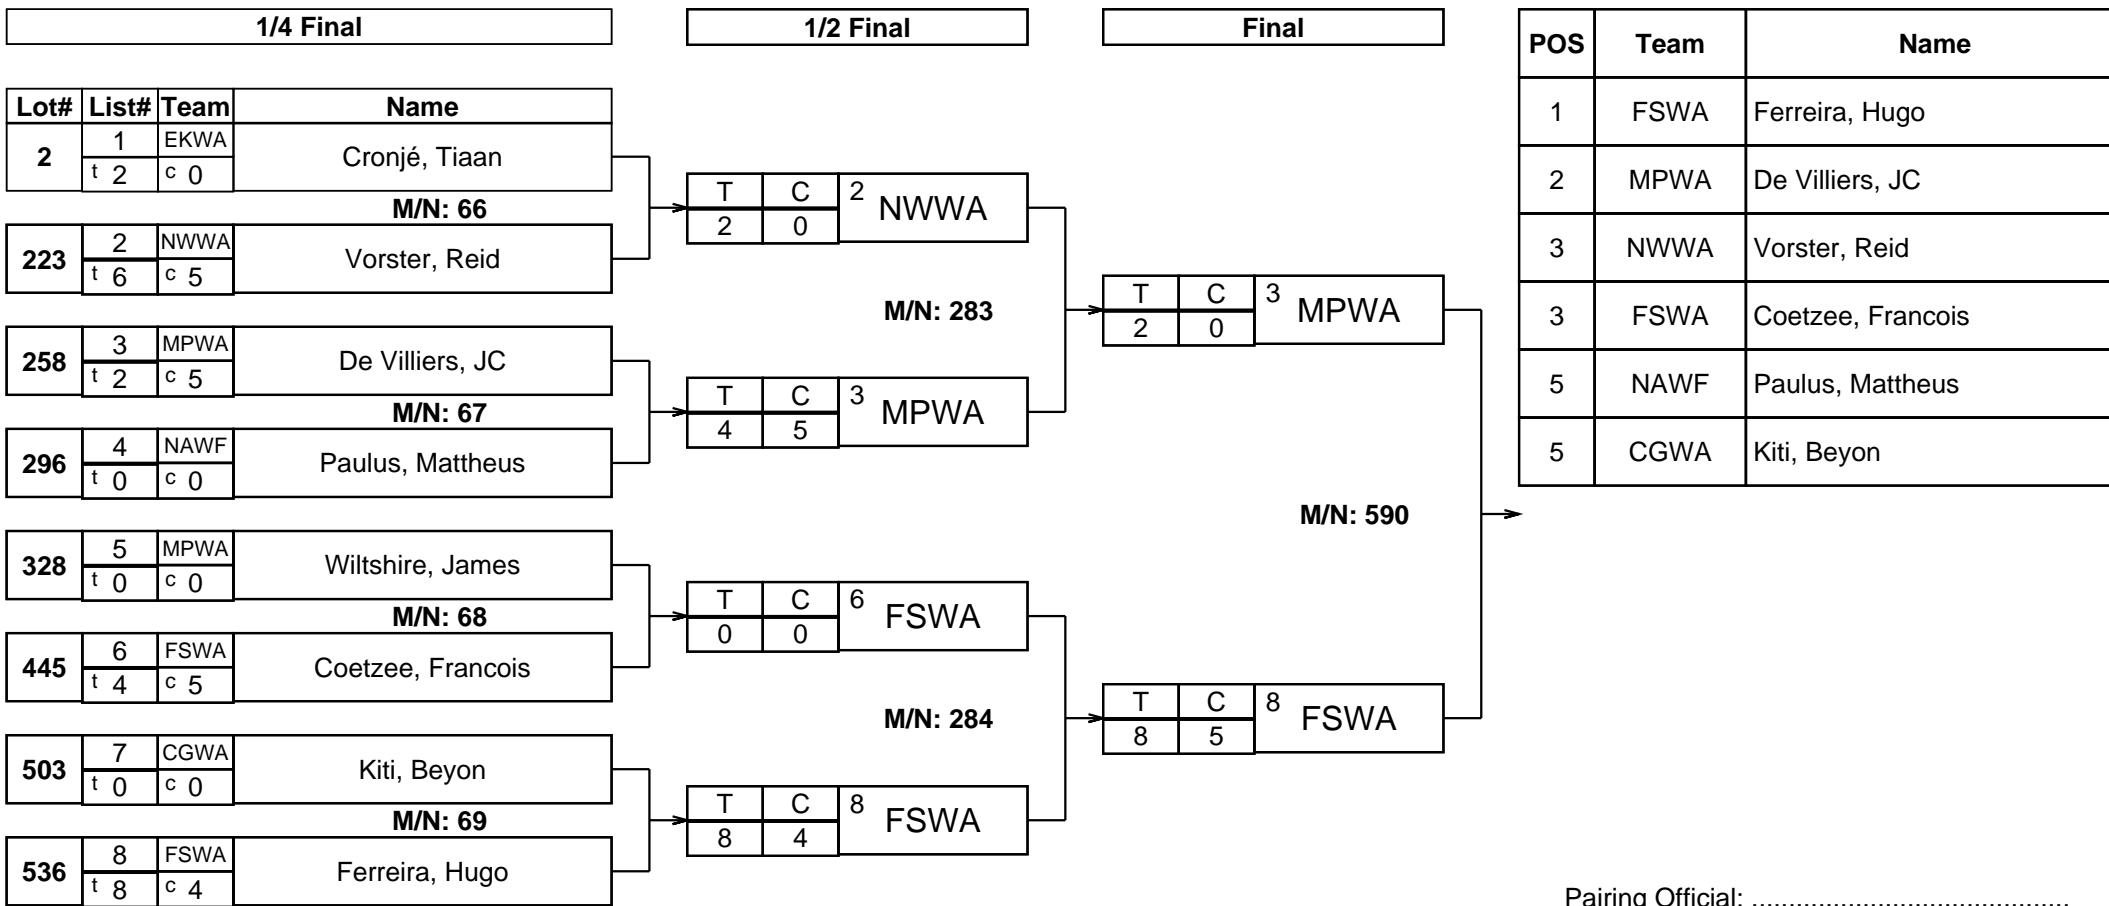 1/4 Final
1/2 Final
Final
POS Team Name
1 FSWA Ferreira, Hugo
2 MPWA De Villiers, JC
3 NWWA Vorster, Reid
3 FSWA Coetzee, Francois
5 NAWF Paulus, Mattheus
5 CGWA Kiti, Beyon
Lot# List# Team Name
2 1 EKWA Cronjé, Tiaan
t 2 c 0
M/N: 66
223 2 NWWA Vorster, Reid
t 6 c 5
258 3 MPWA De Villiers, JC
t 2 c 5
M/N: 67
296 4 NAWF Paulus, Mattheus
t 0 c 0
328 5 MPWA Wiltshire, James
t 0 c 0
M/N: 68
445 6 FSWA Coetzee, Francois
t 4 c 5
503 7 CGWA Kiti, Beyon
t 0 c 0
M/N: 69
536 8 FSWA Ferreira, Hugo
t 8 c 4
T C 2 NWWA
2 0
M/N: 283
T C 3 MPWA
4 5
T C 6 FSWA
0 0
M/N: 284
T C 8 FSWA
8 4
T C 3 MPWA
2 0
M/N: 590
T C 8 FSWA
8 5
Pairing Official: ...........................................